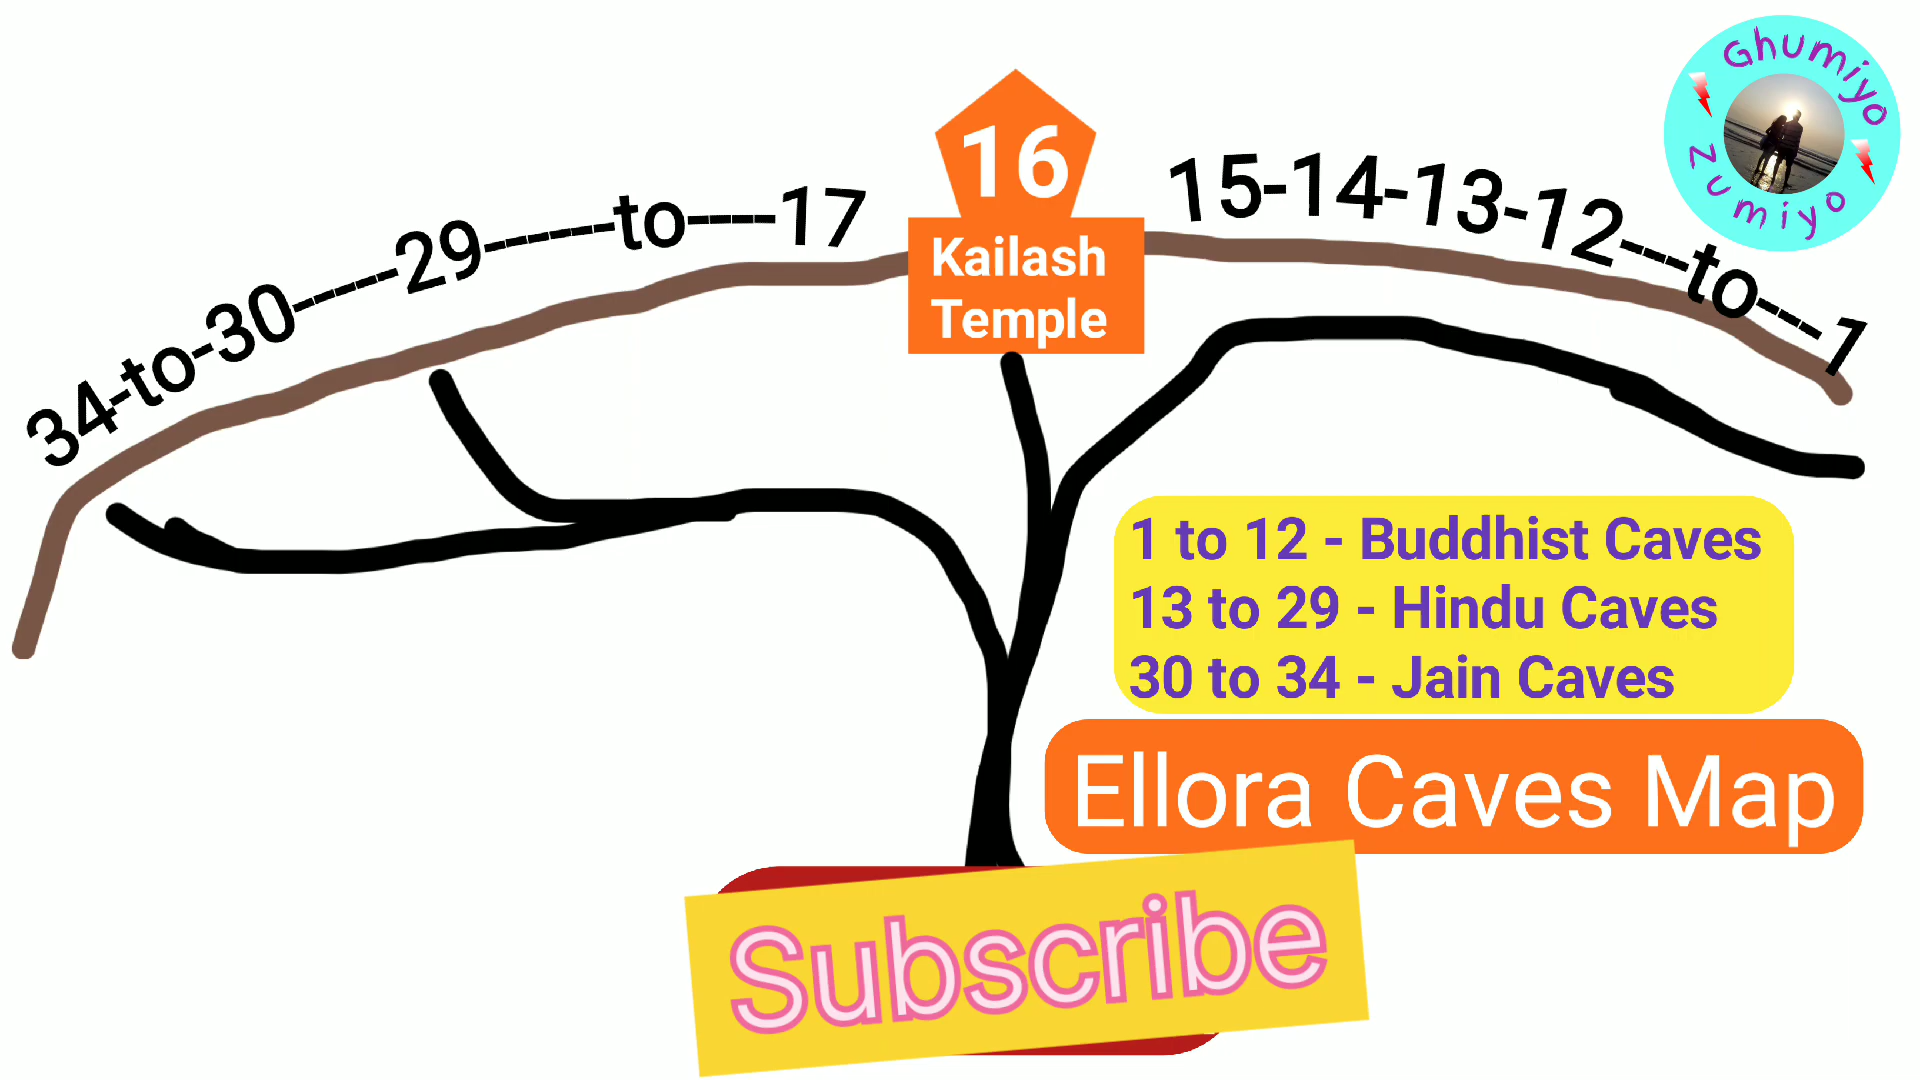 Ghumiyo
Zumiyo
16
Kailash
Temple
34-to-30-----29------to----17
15-14-13-12---to---1
1 to 12 - Buddhist Caves
13 to 29 - Hindu Caves
30 to 34 - Jain Caves
Ellora Caves Map
Subscribe